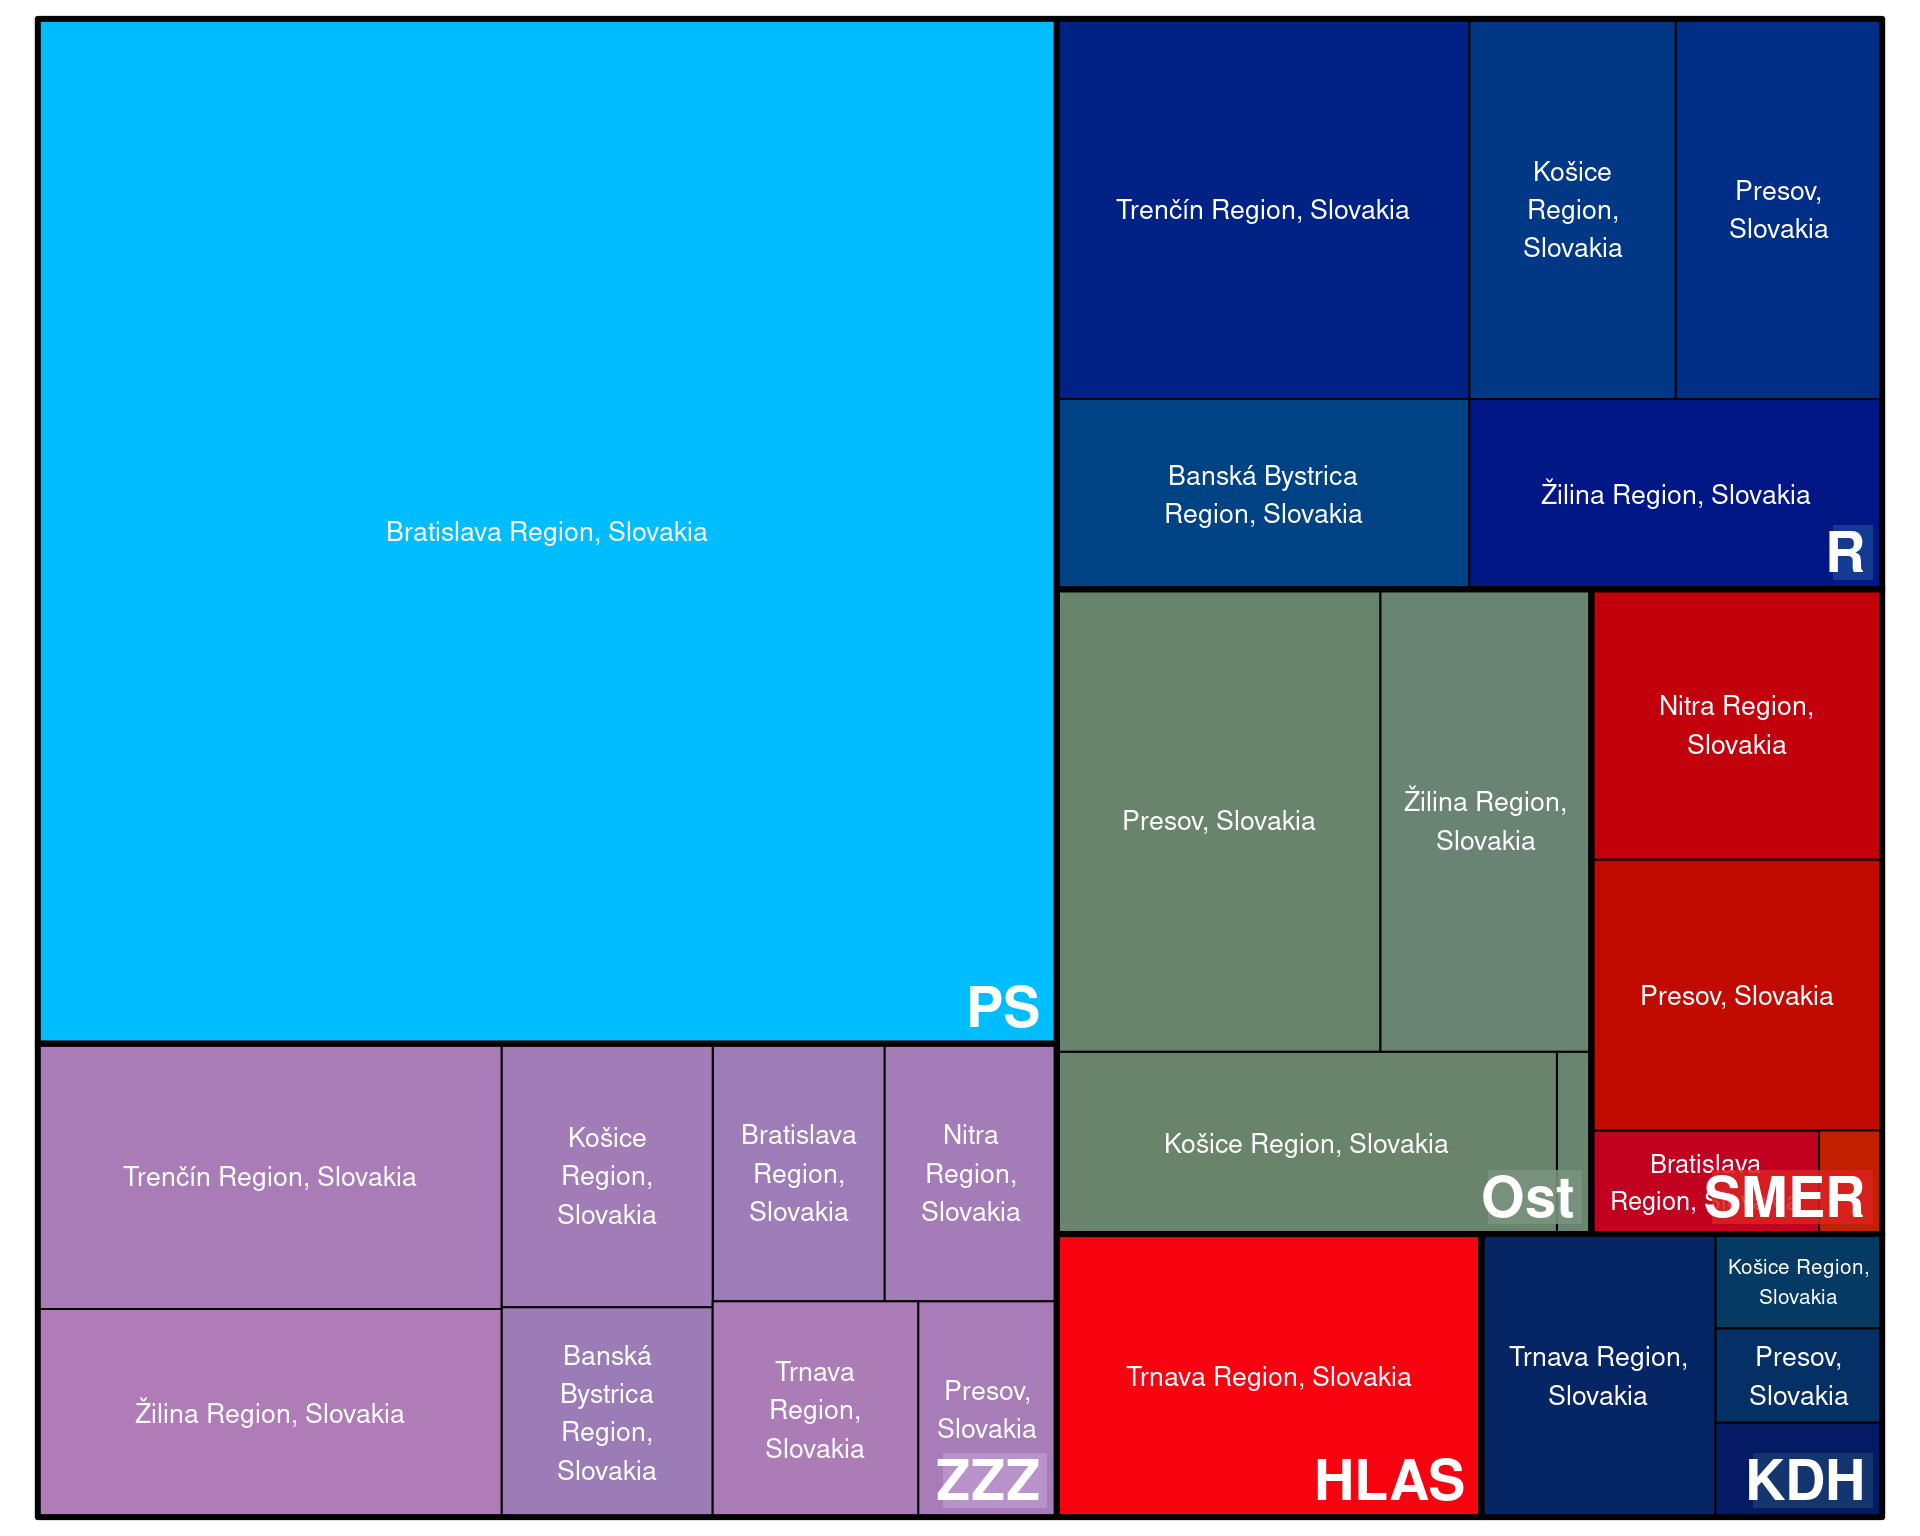 Bratislava Region, Slovakia
PS
Trenčín Region, Slovakia
Košice
Region,
Slovakia
Presov,
Slovakia
Banská Bystrica
Region, Slovakia
Žilina Region, Slovakia
R
Presov, Slovakia
Žilina Region,
Slovakia
Košice Region, Slovakia
Ost
Nitra Region,
Slovakia
Presov, Slovakia
Bratislava
Region,
SMER
Trenčín Region, Slovakia
Košice
Region,
Slovakia
Bratislava
Region,
Slovakia
Nitra
Region,
Slovakia
Žilina Region, Slovakia
Banská
Bystrica
Region,
Slovakia
Trnava
Region,
Slovakia
Presov,
Slovakia
ZZZ
Trnava Region, Slovakia
HLAS
Trnava Region,
Slovakia
Košice Region,
Slovakia
Presov,
Slovakia
KDH